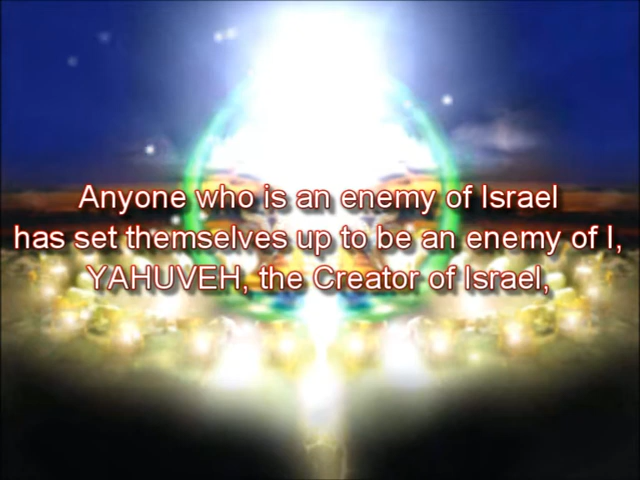 Anyone who is an enemy of Israel
has set themselves up to be an enemy of I,
YAHUVEH, the Creator of Israel,